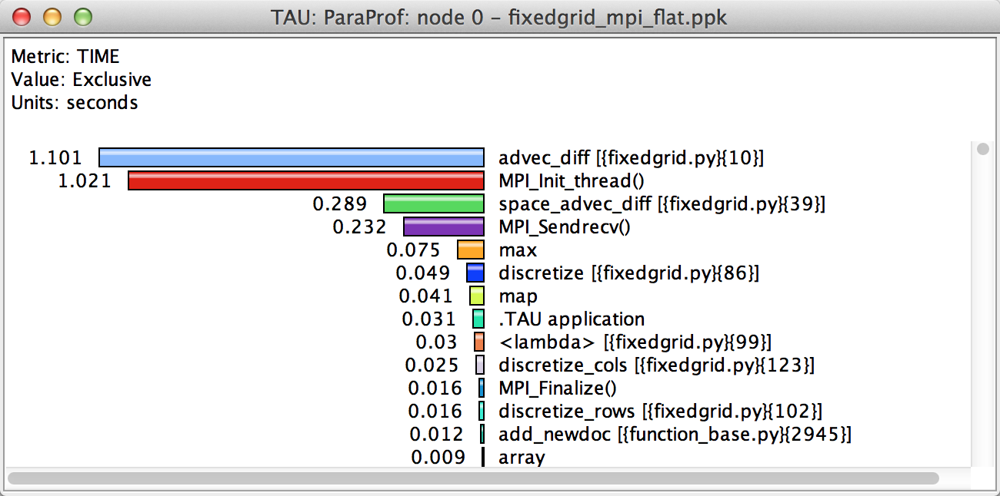 TAU: ParaProf: node 0 – fixedgrid_mpi_flat.ppk
Metric: TIME
Value: Exclusive
Units: seconds
1.101 advec_diff [{fixedgrid.py}{10}]
1.021 MPI_Init_thread()
0.289 space_advec_diff [{fixedgrid.py}{39}]
0.232 MPI_Sendrecv()
0.075 max
0.049 discretize [{fixedgrid.py}{86}]
0.041 map
0.031 .TAU application
0.03 <lambda> [{fixedgrid.py}{99}]
0.025 discretize_cols [{fixedgrid.py}{123}]
0.016 MPI_Finalize()
0.016 discretize_rows [{fixedgrid.py}{102}]
0.012 add_newdoc [{function_base.py}{2945}]
0.009 array